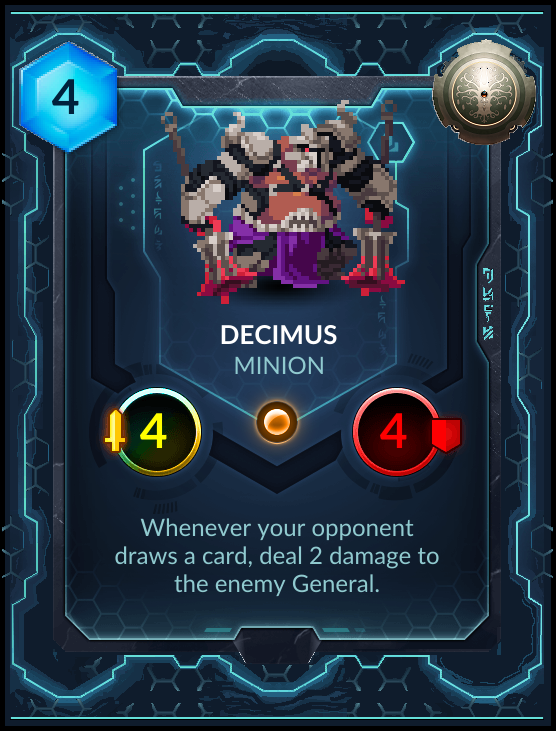 4
DECIMUS
MINION
4
4
Whenever your opponent
draws a card, deal 2 damage to
the enemy General.